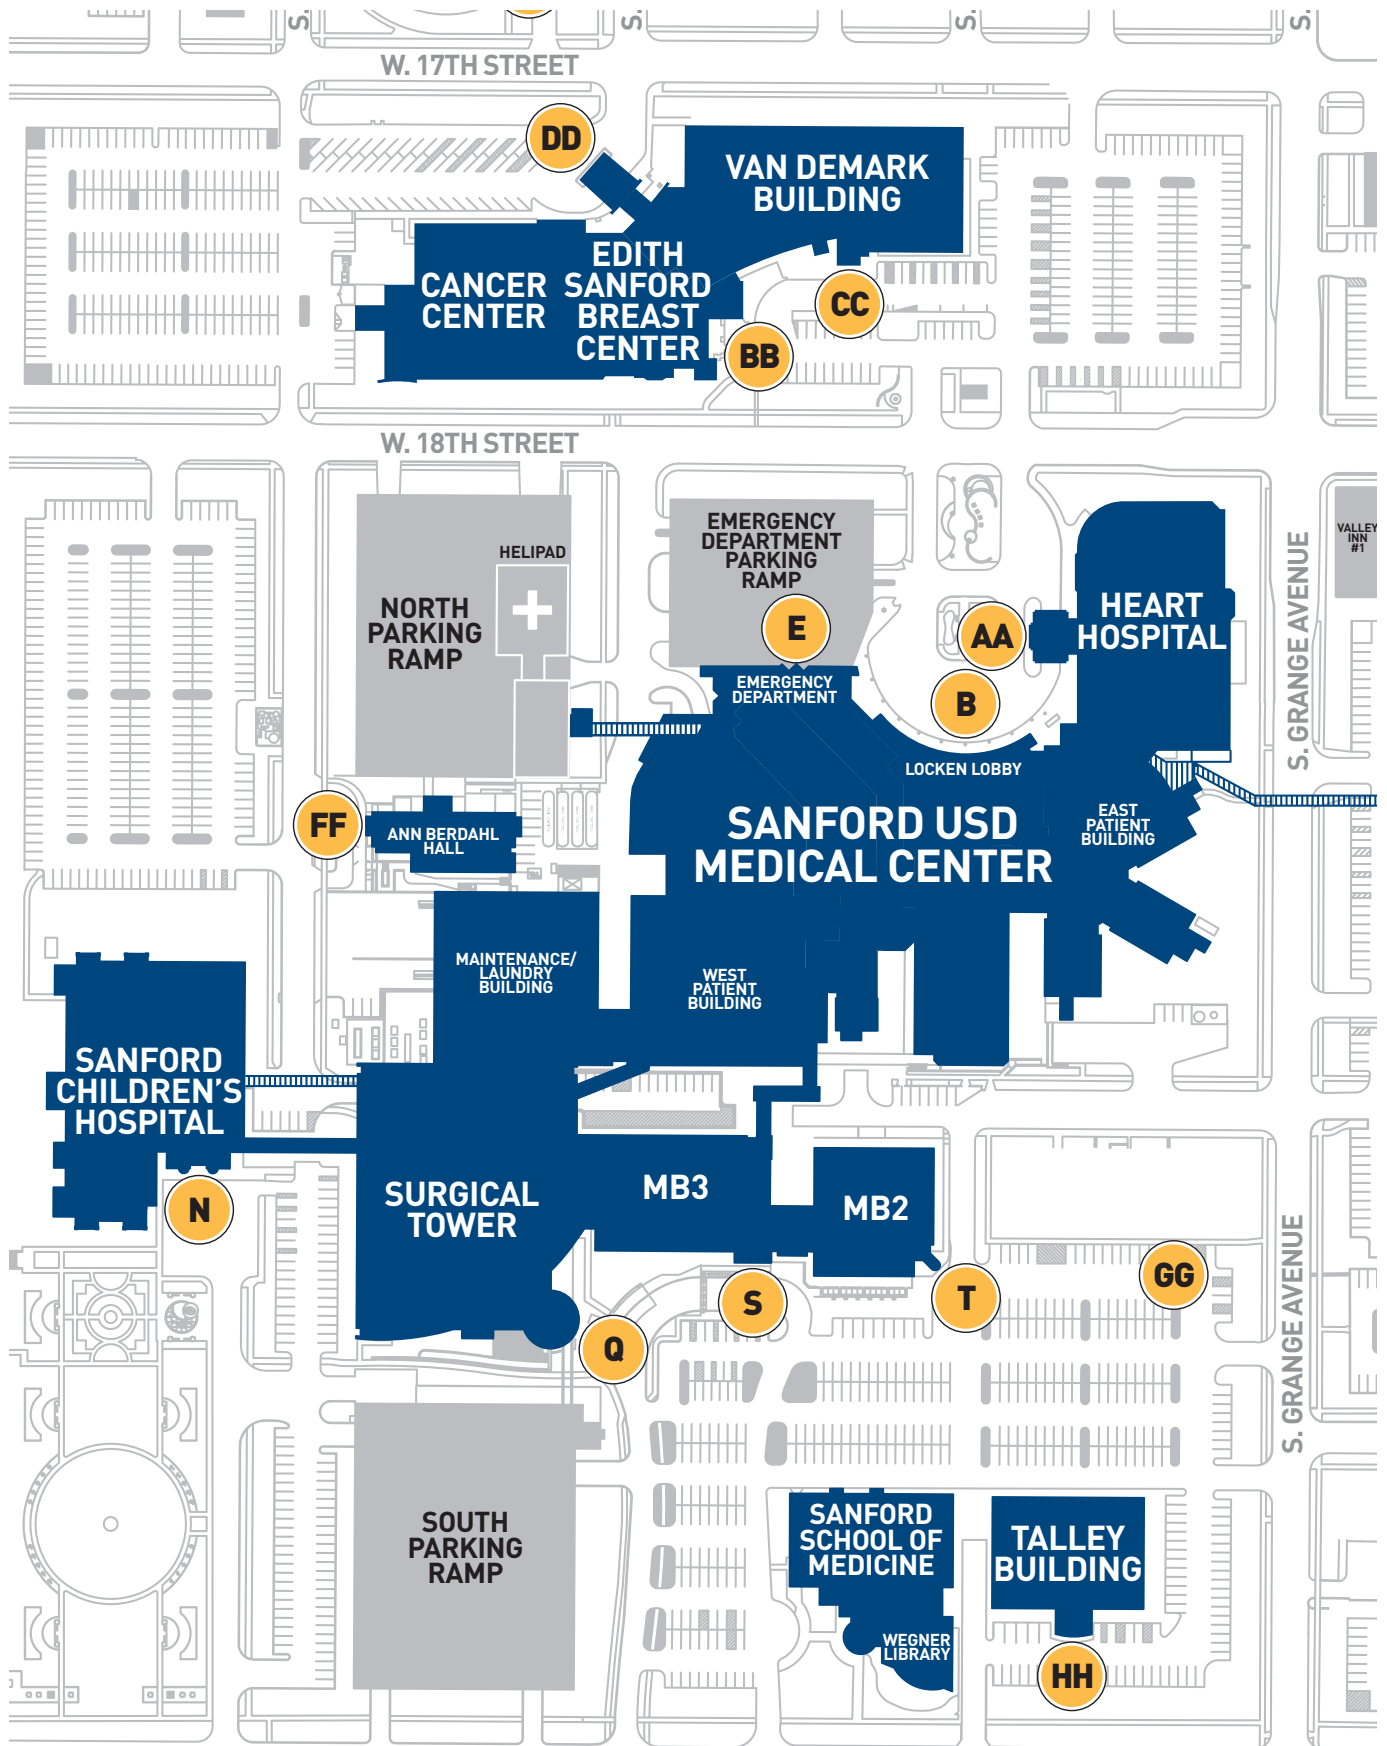 S.
S.
S.
S.
W. 17TH STREET
DD
VAN DEMARK
BUILDING
EDITH
SANFORD
BREAST
CENTER
CANCER
CENTER
CC
BB
W. 18TH STREET
EMERGENCY
DEPARTMENT
PARKING
RAMP
HELIPAD
VALLEY
INN
#1
S. GRANGE AVENUE
NORTH
PARKING
RAMP
E
AA
HEART
HOSPITAL
EMERGENCY
DEPARTMENT
B
LOCKEN LOBBY
FF
ANN BERDAHL
HALL
SANFORD USD
MEDICAL CENTER
EAST
PATIENT
BUILDING
MAINTENANCE/
LAUNDRY
BUILDING
WEST
PATIENT
BUILDING
SANFORD
CHILDREN'S
HOSPITAL
N
SURGICAL
TOWER
MB3
MB2
S
T
GG
Q
S. GRANGE AVENUE
SOUTH
PARKING
RAMP
SANFORD
SCHOOL OF
MEDICINE
TALLEY
BUILDING
WEGNER
LIBRARY
HH